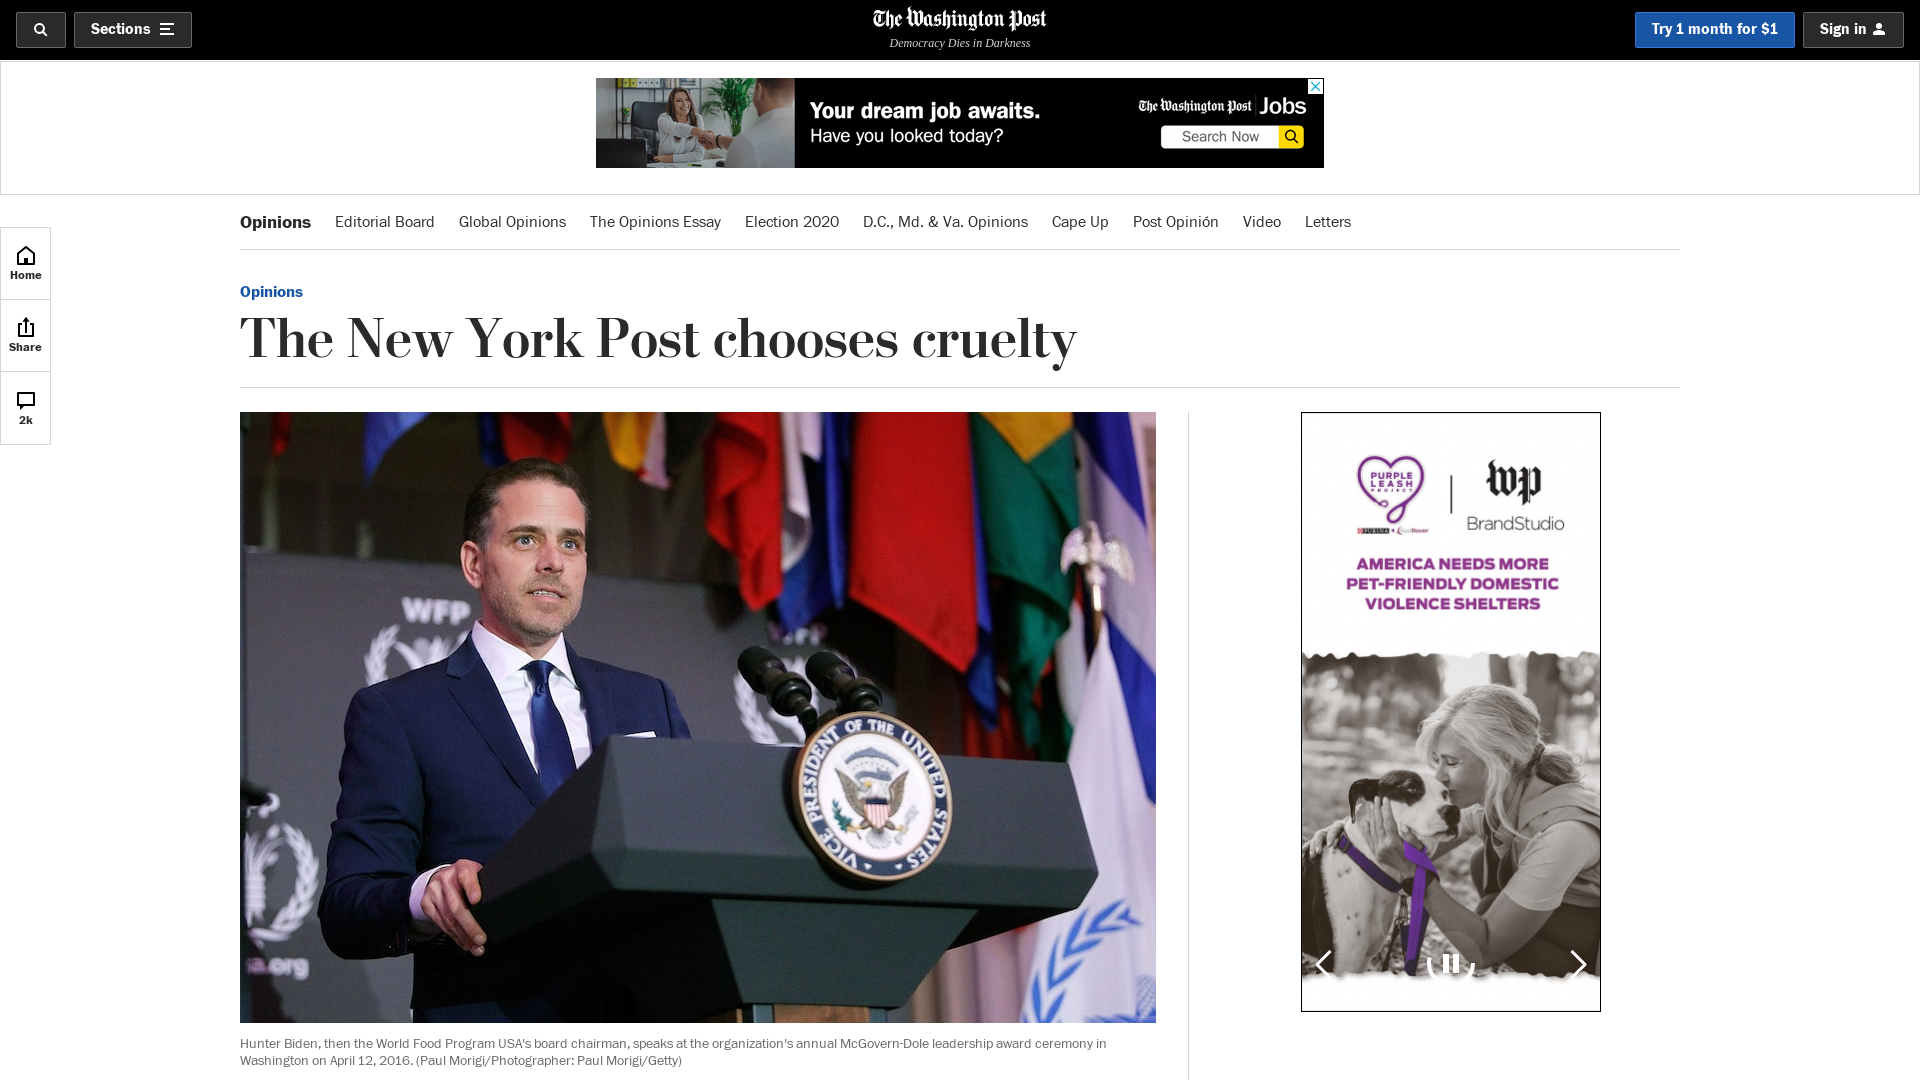 Sections
The Washington Post
Democracy Dies in Darkness
Try 1 month for $1
Sign in
Your dream job awaits.
Have you looked today?
The Washington Post Jobs
Search Now
Opinions Editorial Board Global Opinions The Opinions Essay Election 2020 D.C., Md. & Va. Opinions Cape Up Post Opinión Video Letters
Home
Share
2k
Opinions
The New York Post chooses cruelty
WFP
WFP
VICE PRESIDENT OF THE UNITED STATES
.org
PURPLE
LEASH
PROJECT
PURINA
wp
BrandStudio
AMERICA NEEDS MORE
PET-FRIENDLY DOMESTIC
VIOLENCE SHELTERS
Hunter Biden, then the World Food Program USA's board chairman, speaks at the organization's annual McGovern-Dole leadership award ceremony in
Washington on April 12, 2016. (Paul Morigi/Photographer: Paul Morigi/Getty)